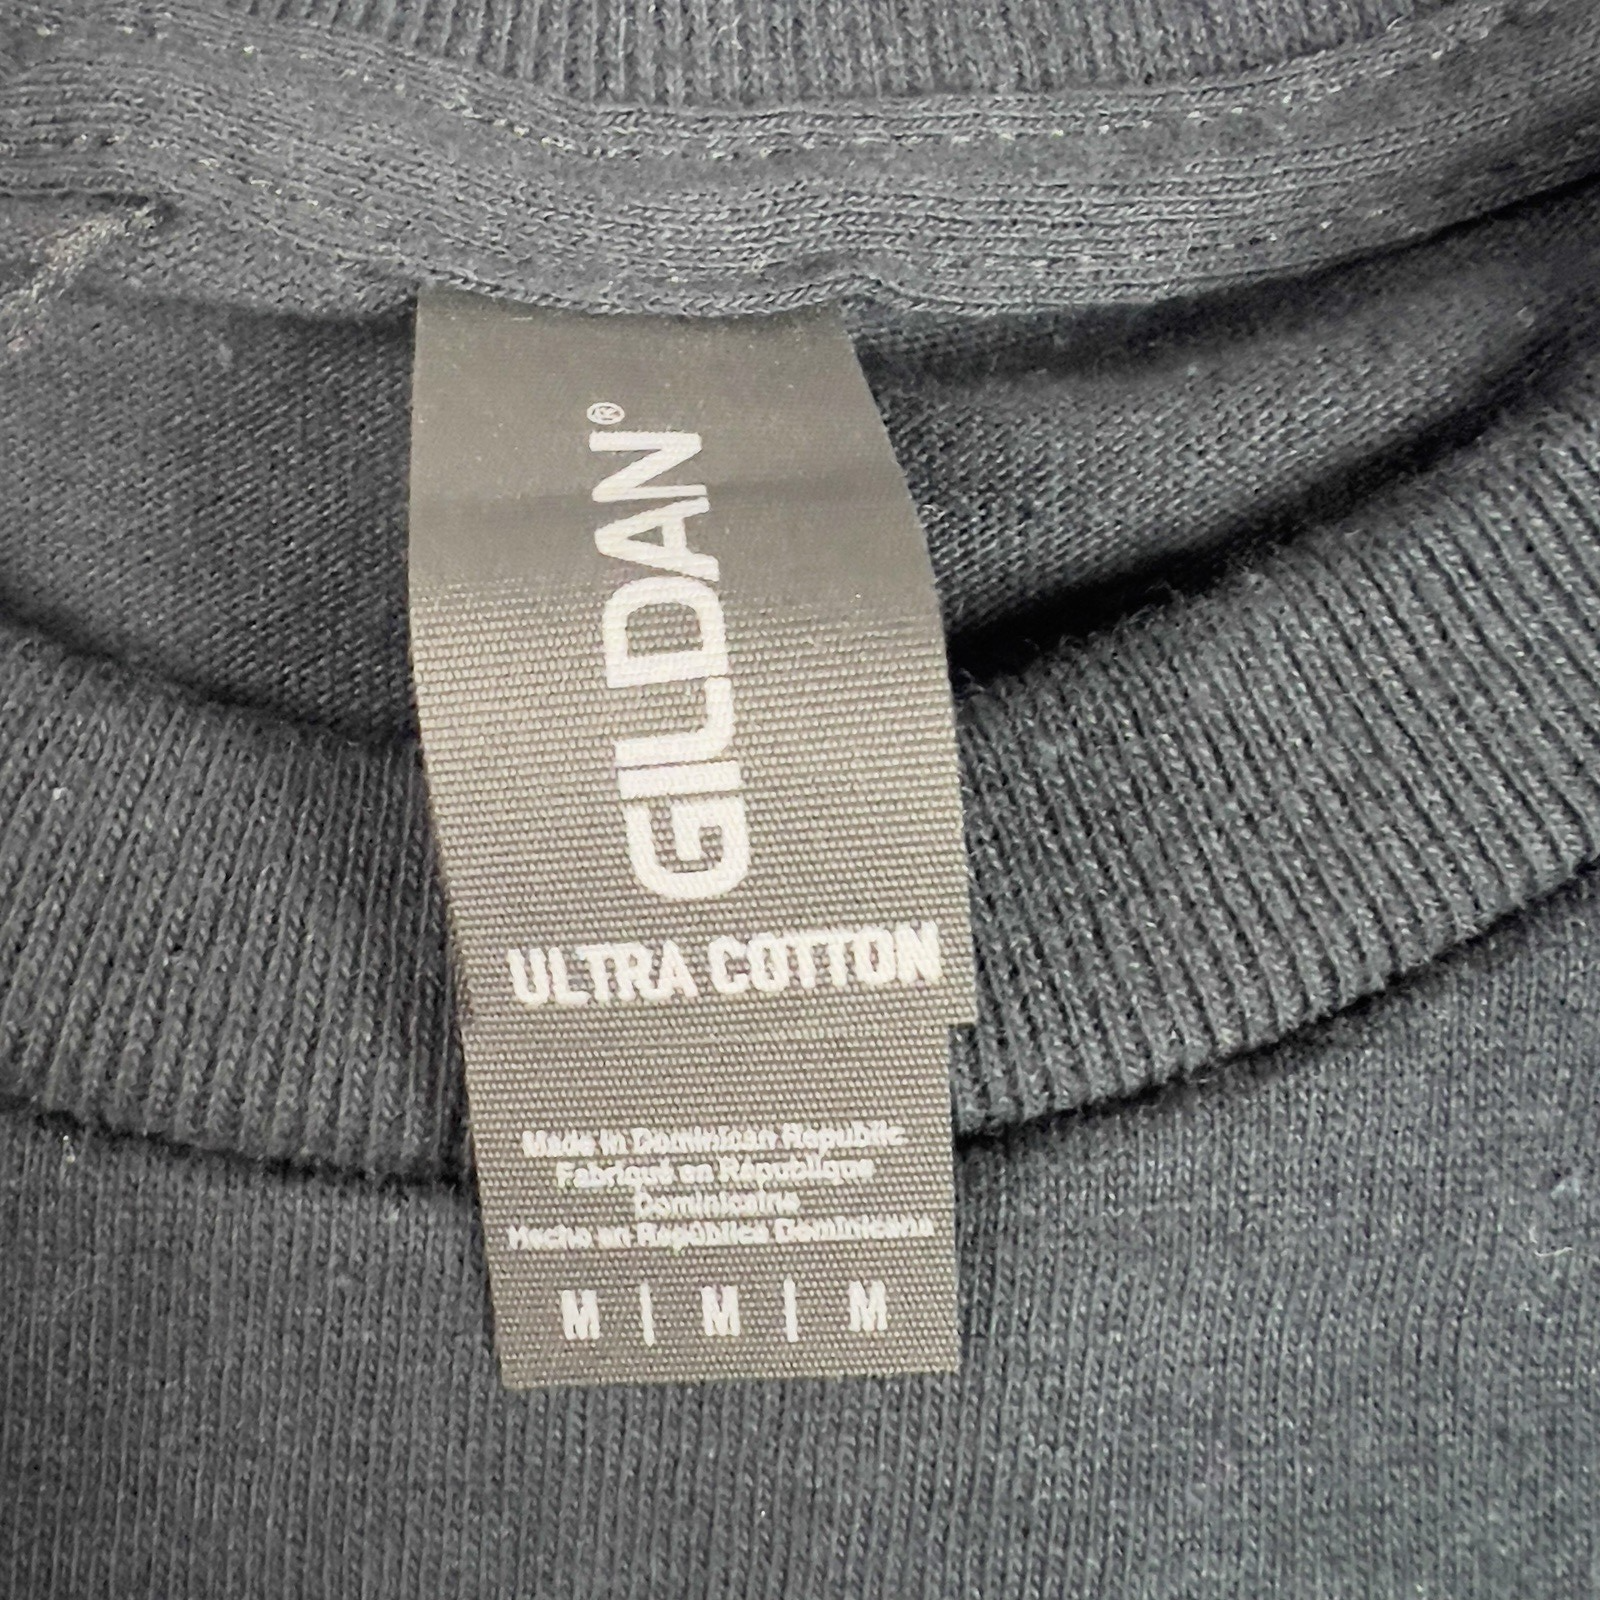 GILDAN®
ULTRA COTTON
Made in Dominican Republic
Fabriqué en République
Dominicaine
Hecho en República Dominicana
M | M | M